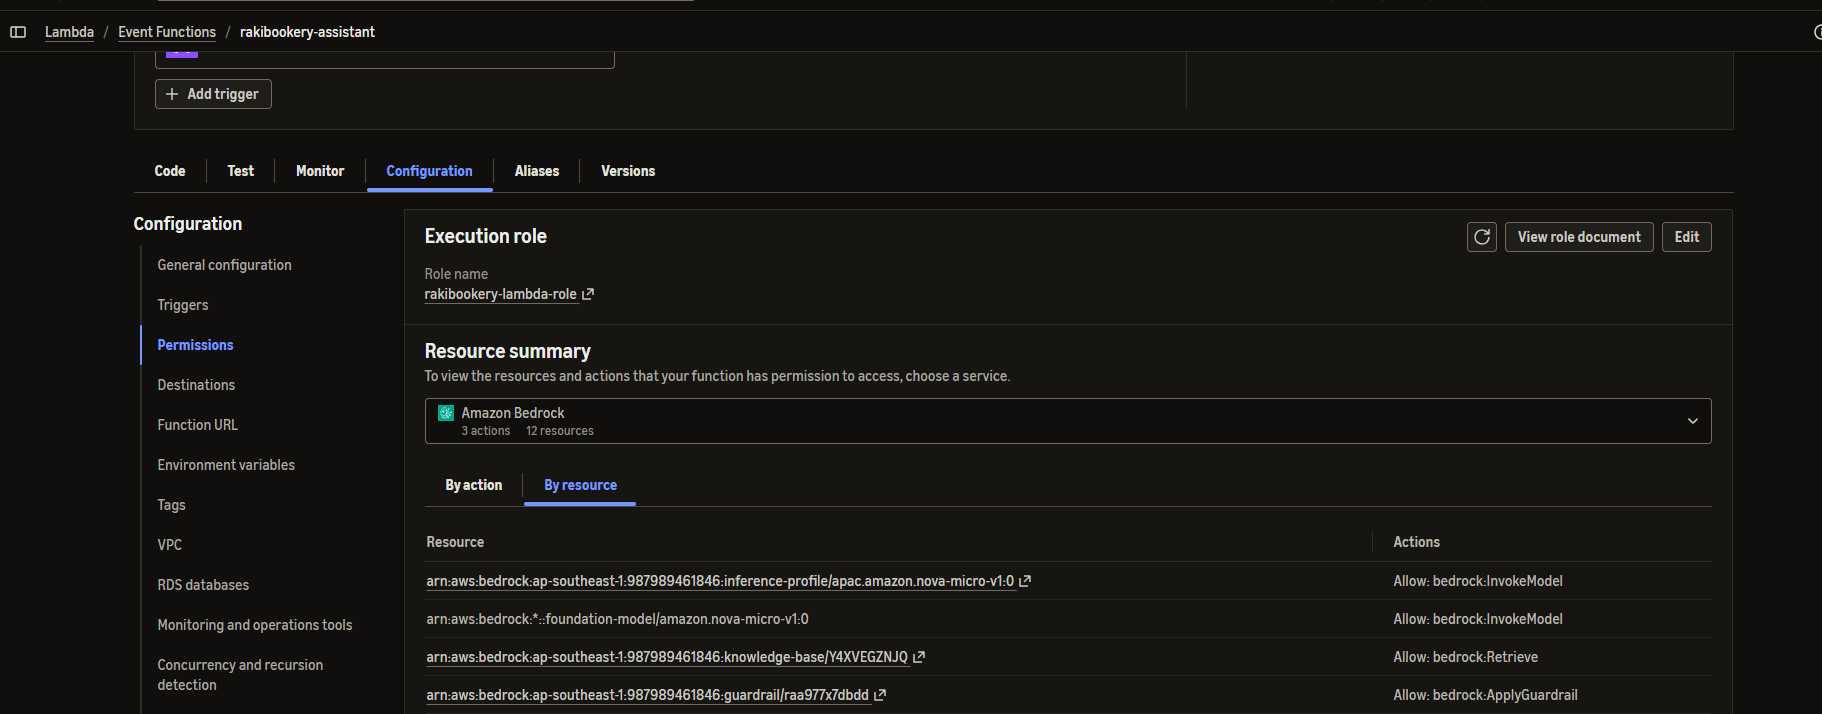 Lambda / Event Functions / rakibookery-assistant
+ Add trigger
Code Test Monitor Configuration Aliases Versions
Configuration
General configuration
Triggers
Permissions
Destinations
Function URL
Environment variables
Tags
VPC
RDS databases
Monitoring and operations tools
Concurrency and recursion
detection
Execution role
View role document Edit
Role name
rakibookery-lambda-role
Resource summary
To view the resources and actions that your function has permission to access, choose a service.
Amazon Bedrock
3 actions 12 resources
By action By resource
Resource Actions
arn:aws:bedrock:ap-southeast-1:987989461846:inference-profile/apac.amazon.nova-micro-v1:0 Allow: bedrock:InvokeModel
arn:aws:bedrock:*::foundation-model/amazon.nova-micro-v1:0 Allow: bedrock:InvokeModel
arn:aws:bedrock:ap-southeast-1:987989461846:knowledge-base/Y4XVEGZNJQ Allow: bedrock:Retrieve
arn:aws:bedrock:ap-southeast-1:987989461846:guardrail/raa977x7dbdd Allow: bedrock:ApplyGuardrail